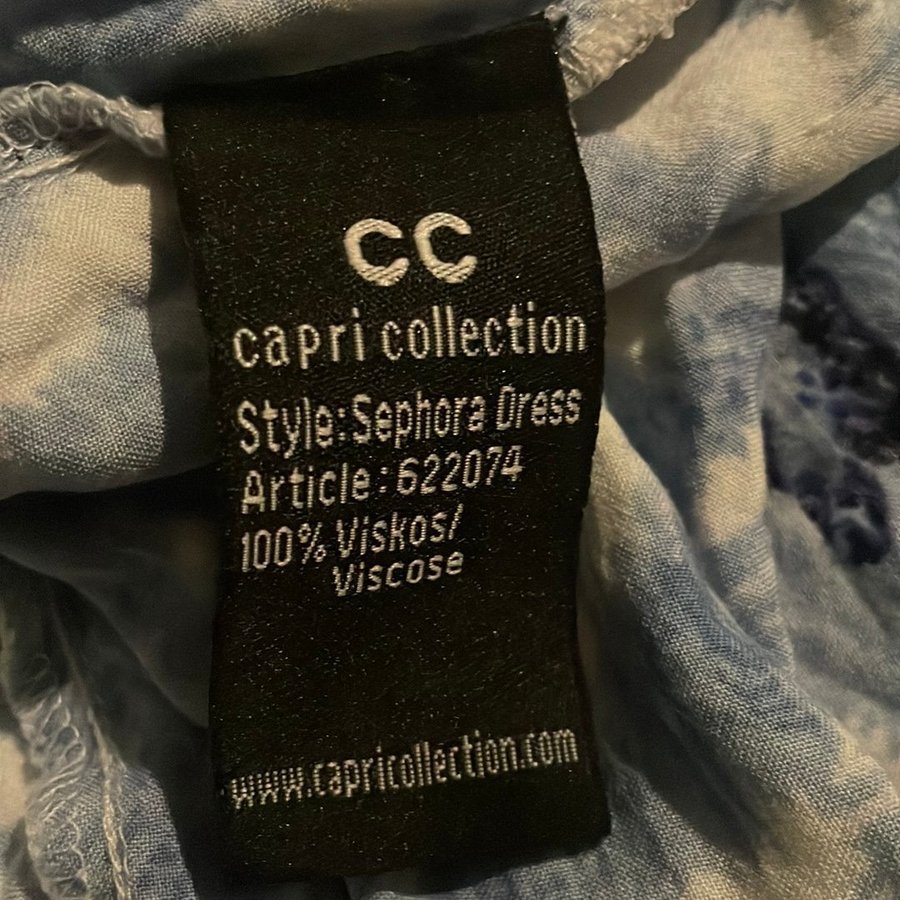 CC
capri collection
Style:Sephora Dress
Article:622074
100% Viskos/
Viscose
www.capricollection.com